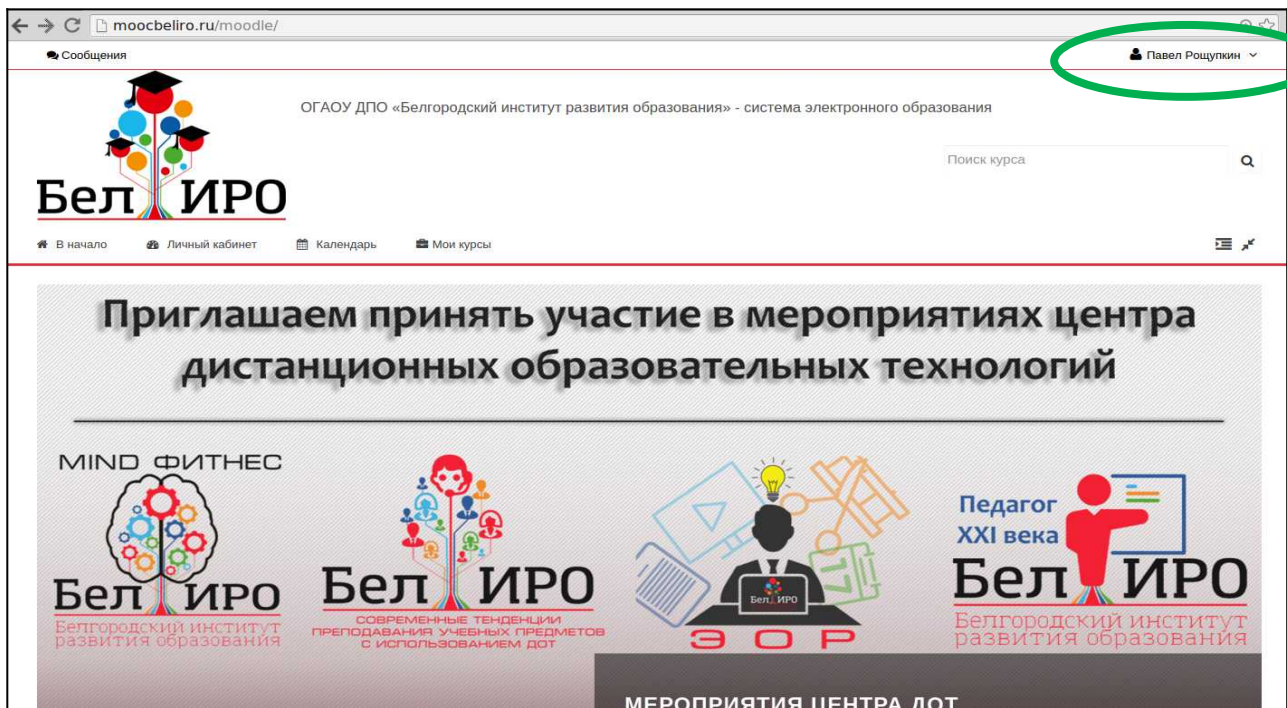 moocbeliro.ru/moodle/
Сообщения
Павел Рощупкин
ОГАОУ ДПО «Белгородский институт развития образования» - система электронного образования
Поиск курса
Бел ИРО
В начало Личный кабинет Календарь Мои курсы
Приглашаем принять участие в мероприятиях центра
дистанционных образовательных технологий
MIND ФИТНЕС
Бел ИРО
Белгородский институт
развития образования
Бел ИРО
СОВРЕМЕННЫЕ ТЕНДЕНЦИИ
ПРЕПОДАВАНИЯ УЧЕБНЫХ ПРЕДМЕТОВ
С ИСПОЛЬЗОВАНИЕМ ДОТ
17
Бел ИРО
ЭОР
Педагог
XXI века
Бел ИРО
Белгородский институт
развития образования
МЕРОПРИЯТИЯ ЦЕНТРА ДОТ